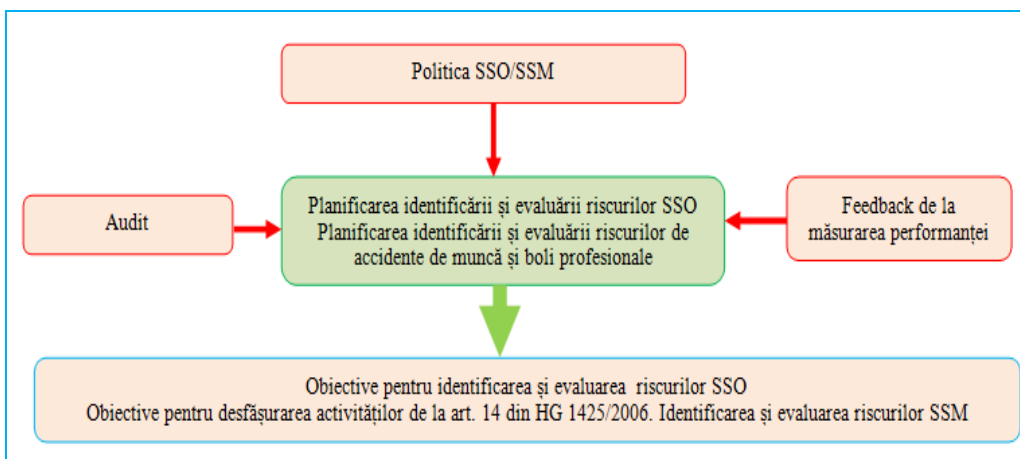 Politica SSO/SSM
Audit
Planificarea identificării și evaluării riscurilor SSO
Planificarea identificării și evaluării riscurilor de
accidente de muncă și boli profesionale
Feedback de la
măsurarea performanței
Obiective pentru identificarea și evaluarea riscurilor SSO
Obiective pentru desfășurarea activităților de la art. 14 din HG 1425/2006. Identificarea și evaluarea riscurilor SSM